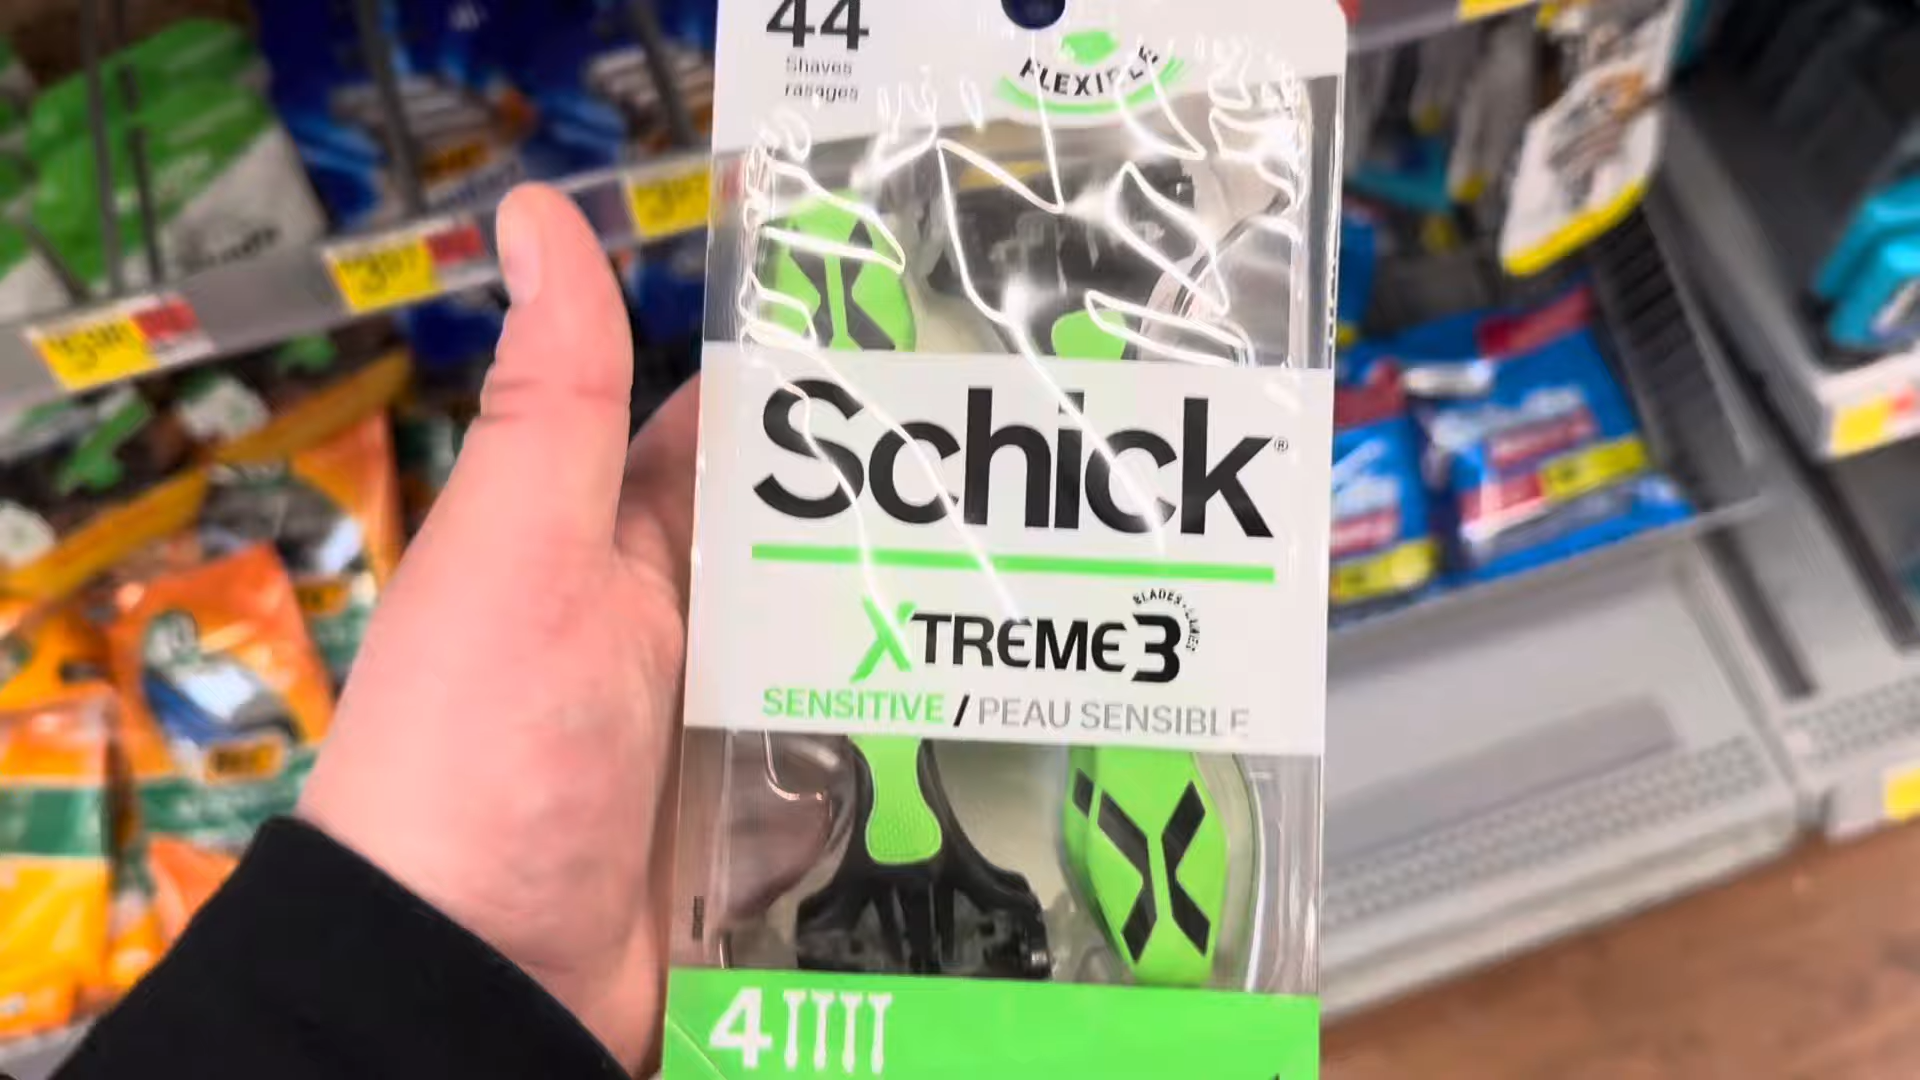 44
Shaves
rasages
FLEXIBLE
Schick®
XTREME3
BLADES • LAMES
SENSITIVE / PEAU SENSIBLE
4